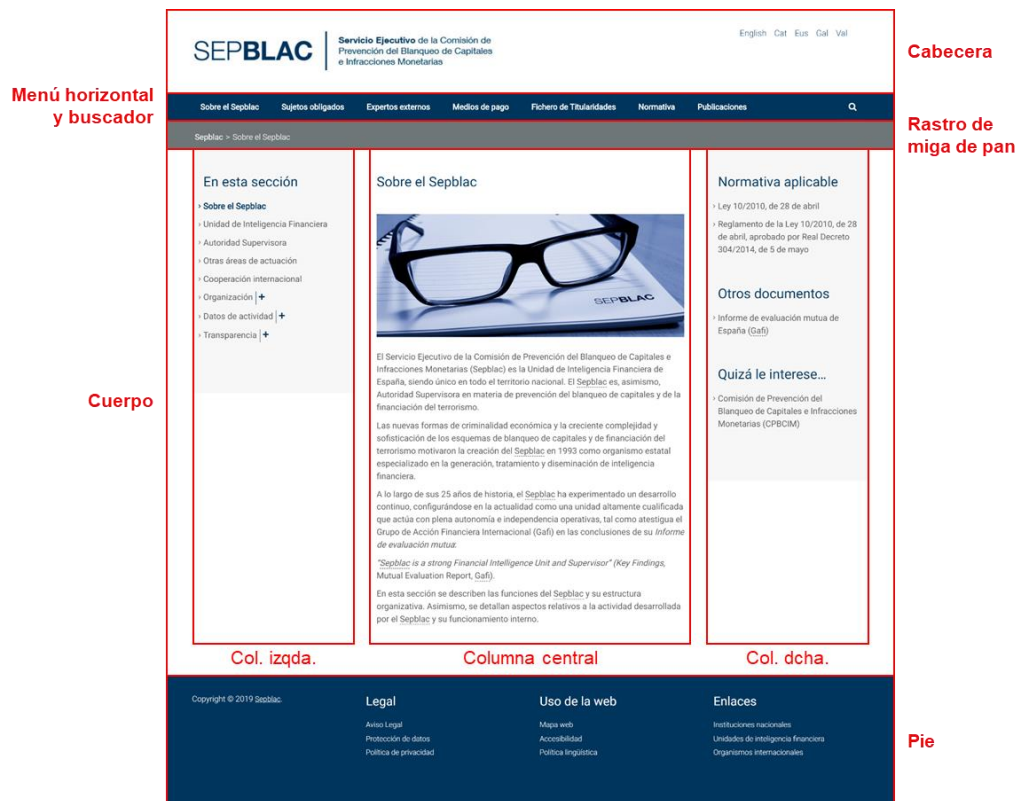 English Cat Eus Gal Val
SEPBLAC
Servicio Ejecutivo de la Comisión de
Prevención del Blanqueo de Capitales
e Infracciones Monetarias
Cabecera
Menú horizontal
y buscador
Sobre el Sepblac Sujetos obligados Expertos externos Medios de pago Fichero de Titularidades Normativa Publicaciones
Rastro de
miga de pan
Sepblac > Sobre el Sepblac
Cuerpo
En esta sección
› Sobre el Sepblac
› Unidad de Inteligencia Financiera
› Autoridad Supervisora
› Otras áreas de actuación
› Cooperación internacional
› Organización | +
› Datos de actividad | +
› Transparencia | +
Col. izqda.
Sobre el Sepblac
SEPBLAC
El Servicio Ejecutivo de la Comisión de Prevención del Blanqueo de Capitales e
Infracciones Monetarias (Sepblac) es la Unidad de Inteligencia Financiera de
España, siendo único en todo el territorio nacional. El Sepblac es, asimismo,
Autoridad Supervisora en materia de prevención del blanqueo de capitales y de la
financiación del terrorismo.
Las nuevas formas de criminalidad económica y la creciente complejidad y
sofisticación de los esquemas de blanqueo de capitales y de financiación del
terrorismo motivaron la creación del Sepblac en 1993 como organismo estatal
especializado en la generación, tratamiento y diseminación de inteligencia
financiera.
A lo largo de sus 25 años de historia, el Sepblac ha experimentado un desarrollo
continuo, configurándose en la actualidad como una unidad altamente cualificada
que actúa con plena autonomía e independencia operativas, tal como atestigua el
Grupo de Acción Financiera Internacional (Gafi) en las conclusiones de su Informe
de evaluación mutua:
"Sepblac is a strong Financial Intelligence Unit and Supervisor" (Key Findings,
Mutual Evaluation Report, Gafi).
En esta sección se describen las funciones del Sepblac y su estructura
organizativa. Asimismo, se detallan aspectos relativos a la actividad desarrollada
por el Sepblac y su funcionamiento interno.
Columna central
Normativa aplicable
› Ley 10/2010, de 28 de abril
› Reglamento de la Ley 10/2010, de 28
de abril, aprobado por Real Decreto
304/2014, de 5 de mayo
Otros documentos
› Informe de evaluación mutua de
España (Gafi)
Quizá le interese...
› Comisión de Prevención del
Blanqueo de Capitales e Infracciones
Monetarias (CPBCIM)
Col. dcha.
Copyright © 2019 Sepblac.
Legal
Aviso Legal
Protección de datos
Política de privacidad
Uso de la web
Mapa web
Accesibilidad
Política lingüística
Enlaces
Instituciones nacionales
Unidades de inteligencia financiera
Organismos internacionales
Pie